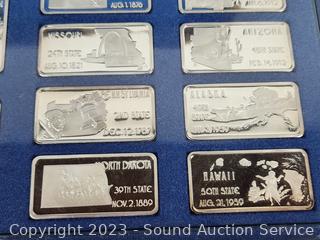 AUG.1 1876
MISSOURI
24TH STATE
AUG.10,1821
ARIZONA
48TH STATE
FEB.14,1912
PENNSYLVANIA
2ND STATE
DEC.12,1787
ALASKA
49TH STATE
NORTH DAKOTA
39TH STATE
NOV.2,1889
HAWAII
50TH STATE
AUG.21,1959
Copyright 2023 - Sound Auction Service